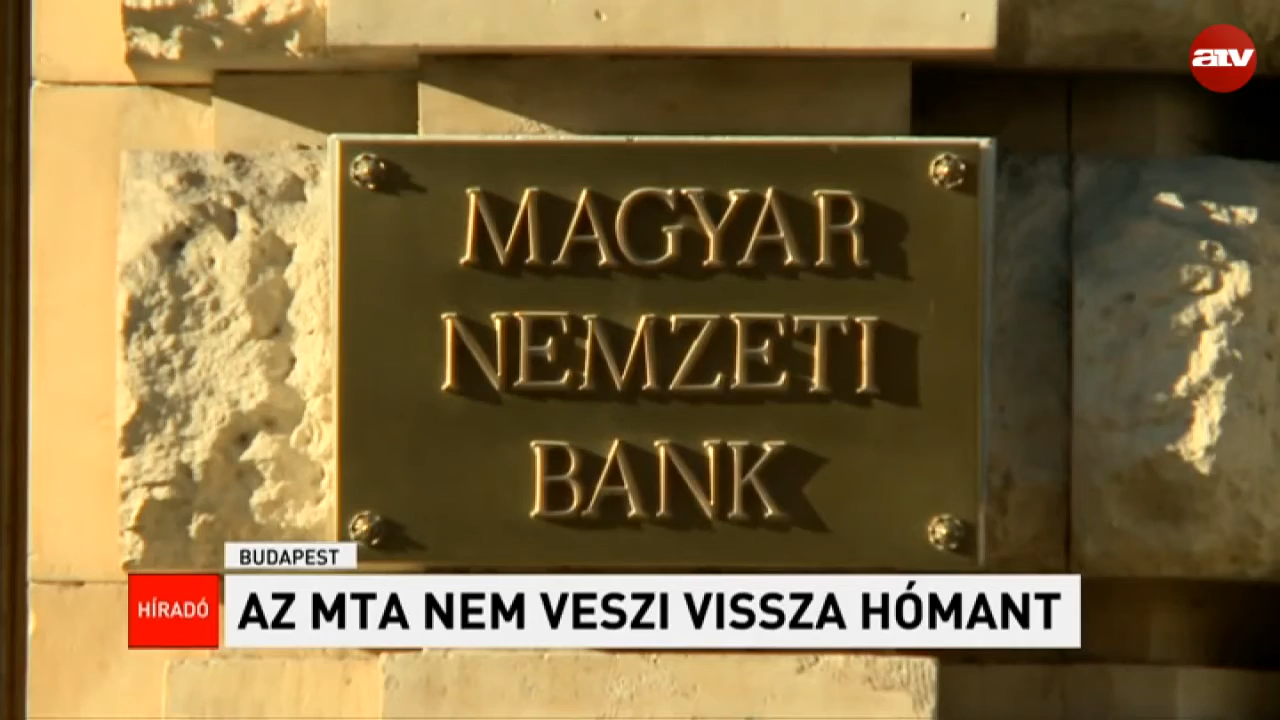 atv
MAGYAR
NEMZETI
BANK
BUDAPEST
HÍRADÓ
AZ MTA NEM VESZI VISSZA HÓMANT